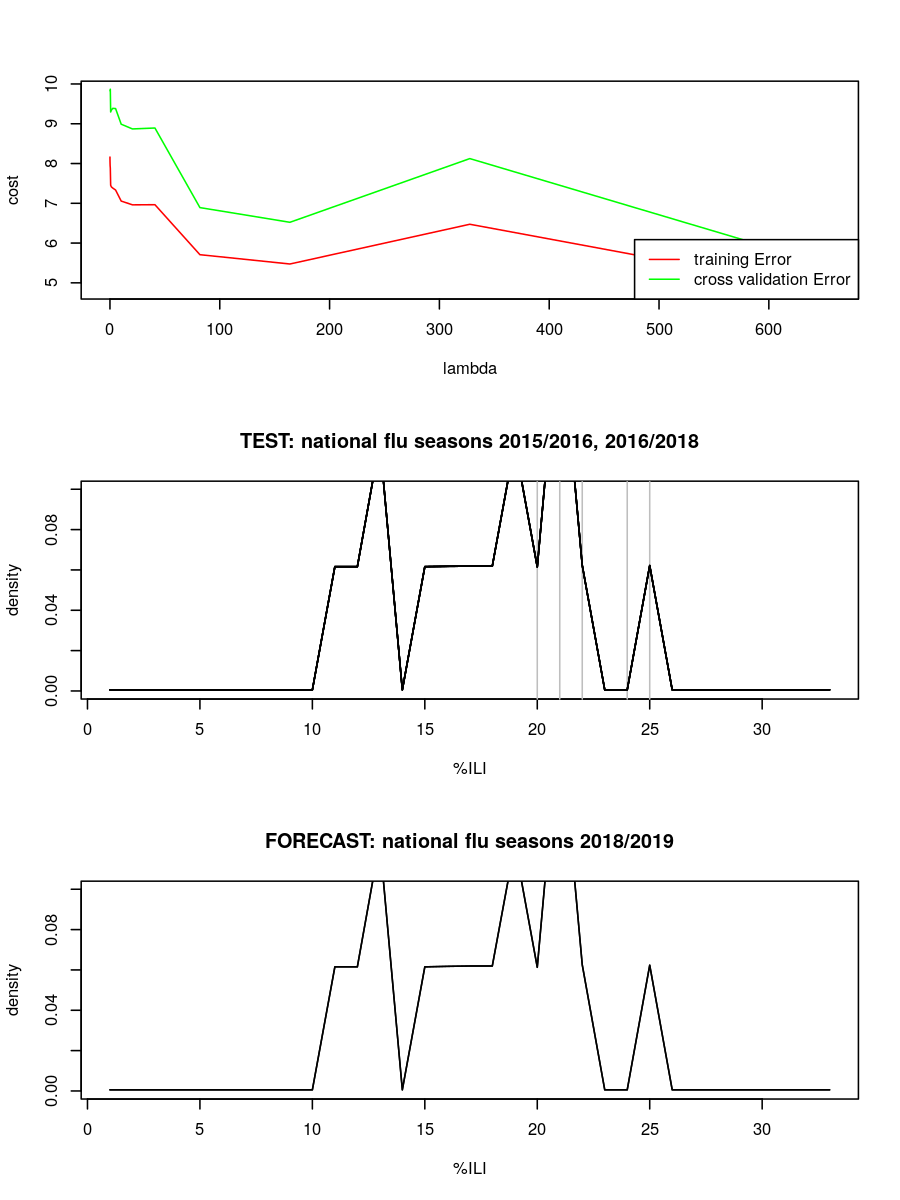 10
9
8
7
6
5
cost
training Error
cross validation Error
0 100 200 300 400 500 600
lambda
TEST: national flu seasons 2015/2016, 2016/2018
0.08
0.04
0.00
density
0 5 10 15 20 25 30
%ILI
FORECAST: national flu seasons 2018/2019
0.08
0.04
0.00
density
0 5 10 15 20 25 30
%ILI